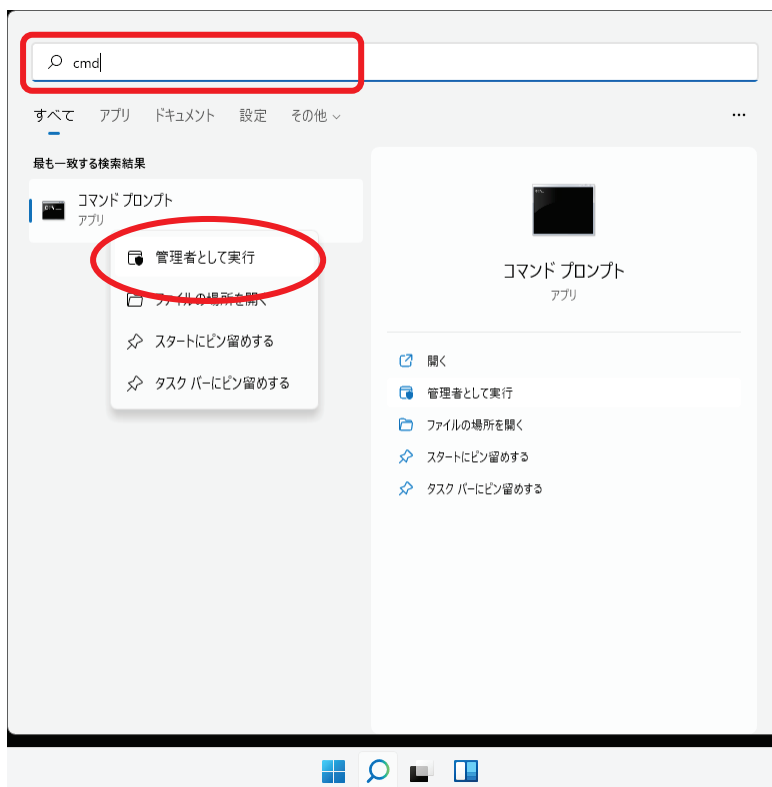 cmd
すべて アプリ ドキュメント 設定 その他
最も一致する検索結果
コマンド プロンプト
アプリ
管理者として実行
ファイルの場所を開く
スタートにピン留めする
タスク バーにピン留めする
コマンド プロンプト
アプリ
開く
管理者として実行
ファイルの場所を開く
スタートにピン留めする
タスク バーにピン留めする